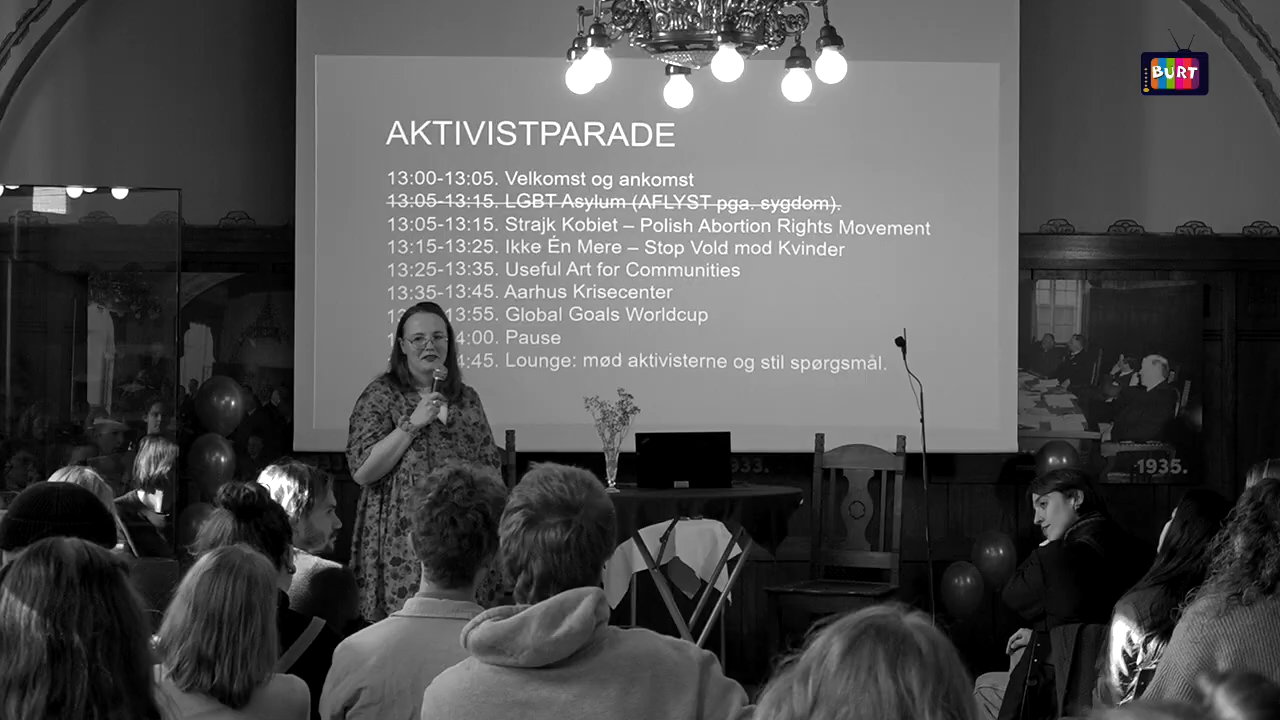 BURT
AKTIVISTPARADE
13:00-13:05. Velkomst og ankomst
13:05-13:15. LGBT Asylum (AFLYST pga. sygdom).
13:05-13:15. Strajk Kobiet – Polish Abortion Rights Movement
13:15-13:25. Ikke Én Mere – Stop Vold mod Kvinder
13:25-13:35. Useful Art for Communities
13:35-13:45. Aarhus Krisecenter
13:55. Global Goals Worldcup
4:00. Pause
4:45. Lounge: mød aktivisterne og stil spørgsmål.
933.
1935.